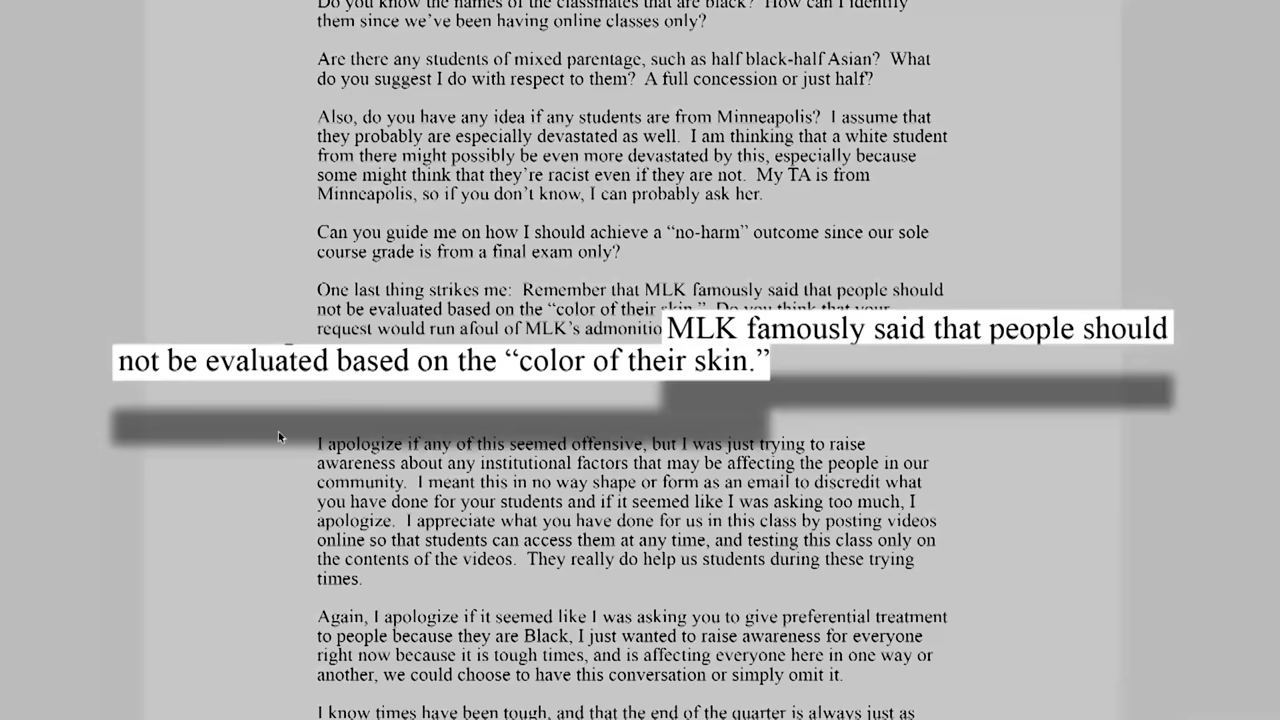 Do you know the names of the classmates that are black? How can I identify
them since we've been having online classes only?
Are there any students of mixed parentage, such as half black-half Asian? What
do you suggest I do with respect to them? A full concession or just half?
Also, do you have any idea if any students are from Minneapolis? I assume that
they probably are especially devastated as well. I am thinking that a white student
from there might possibly be even more devastated by this, especially because
some might think that they're racist even if they are not. My TA is from
Minneapolis, so if you don't know, I can probably ask her.
Can you guide me on how I should achieve a “no-harm” outcome since our sole
course grade is from a final exam only?
One last thing strikes me: Remember that MLK famously said that people should
not be evaluated based on the “color of their skin.” Do you think that your
request would run afoul of MLK's
MLK famously said that people should
not be evaluated based on the “color of their skin.”
I apologize if any of this seemed offensive, but I was just trying to raise
awareness about any institutional factors that may be affecting the people in our
community. I meant this in no way shape or form as an email to discredit what
you have done for your students and if it seemed like I was asking too much, I
apologize. I appreciate what you have done for us in this class by posting videos
online so that students can access them at any time, and testing this class only on
the contents of the videos. They really do help us students during these trying
times.
Again, I apologize if it seemed like I was asking you to give preferential treatment
to people because they are Black, I just wanted to raise awareness for everyone
right now because it is tough times, and is affecting everyone here in one way or
another, we could choose to have this conversation or simply omit it.
I know times have been tough, and that the end of the quarter is always just as